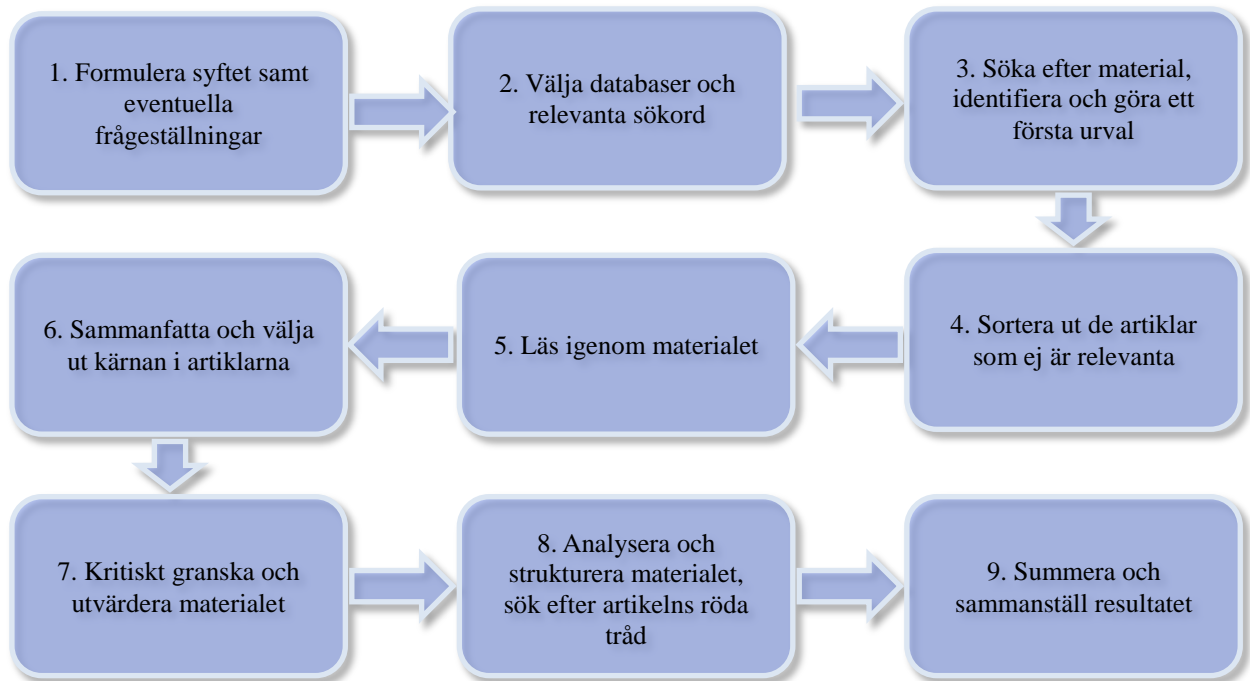 1. Formulera syftet samt
eventuella
frågeställningar
2. Välja databaser och
relevanta sökord
3. Söka efter material,
identifiera och göra ett
första urval
4. Sortera ut de artiklar
som ej är relevanta
5. Läs igenom materialet
6. Sammanfatta och välja
ut kärnan i artiklarna
7. Kritiskt granska och
utvärdera materialet
8. Analysera och
strukturera materialet,
sök efter artikelns röda
tråd
9. Summera och
sammanställ resultatet